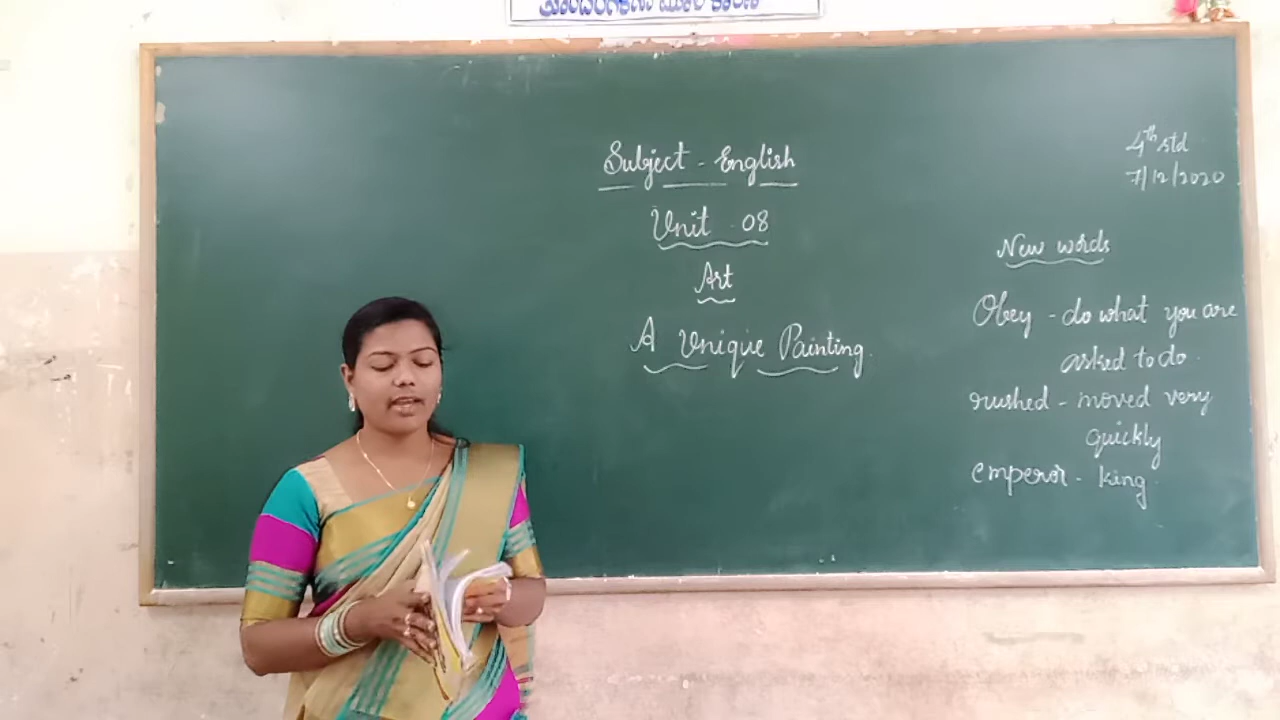 ಮೂಲ ಕಾರಣ
Subject - English
Unit - 08
Art
A Unique Painting.
4th std
7/12/2020
New words
Obey - do what you are
asked to do.
rushed - moved very
quickly
emperor - king.